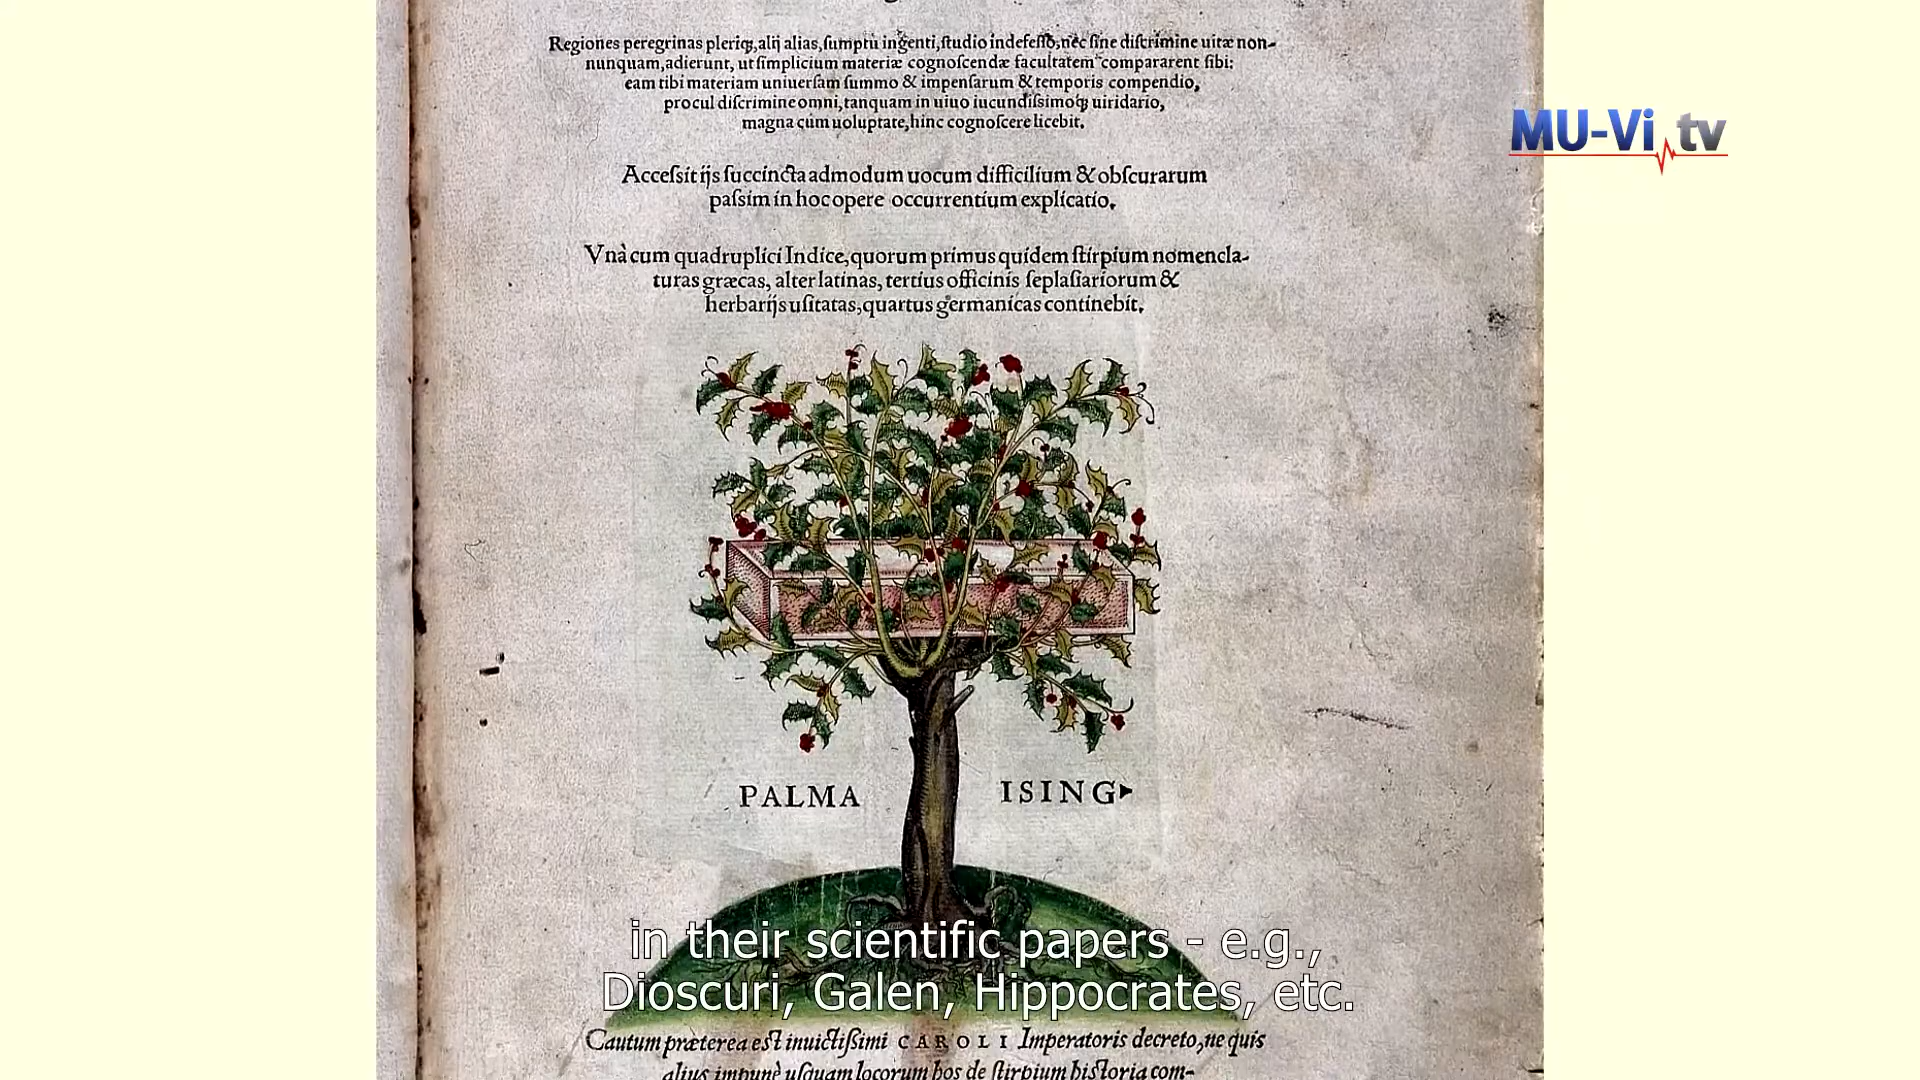 Regiones peregrinas pleriqꝫ, alij alias, ſumptu ingenti, ſtudio indefeſſo, nec ſine diſcrimine uitæ non-
nunquam, adierunt, ut ſimplicium materiæ cognoſcendæ facultatem compararent ſibi:
eam tibi materiam uniuerſam ſummo & impenſarum & temporis compendio,
procul diſcrimine omni, tanquam in uiuo iucundiſsimoqꝫ uiridario,
magna cum uoluptate, hinc cognoſcere licebit.
MU-Vi tv
Acceſsit ijs ſuccincta admodum uocum difficilium & obſcurarum
paſsim in hoc opere occurrentium explicatio.
Vnà cum quadruplici Indice, quorum primus quidem ſtirpium nomencla-
turas græcas, alter latinas, tertius officinis ſeplaſiariorum &
herbarijs uſitatas, quartus germanicas continebit.
PALMA ISING
in their scientific papers - e.g.,
Dioscuri, Galen, Hippocrates, etc.
Cautum præterea est inuictiſsimi CAROLI Imperatoris decreto, ne quis
alius impunè uſquam locorum hos de ſtirpium hiſtoria com-